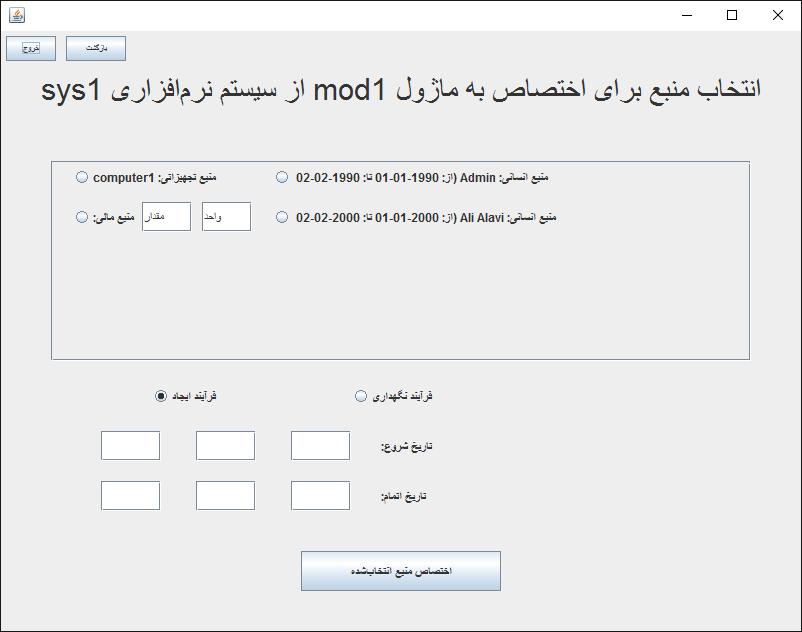 خروج
بازگشت
انتخاب منبع برای اختصاص به ماژول mod1 از سیستم نرم‌افزاری sys1
منبع تجهیزاتی: computer1
منبع انسانی: Admin (از: 1990-01-01 تا: 1990-02-02
منبع مالی:
مقدار
واحد
منبع انسانی: Ali Alavi (از: 2000-01-01 تا: 2000-02-02
فرآیند ایجاد
فرآیند نگهداری
تاریخ شروع:
تاریخ اتمام:
اختصاص منبع انتخاب‌شده